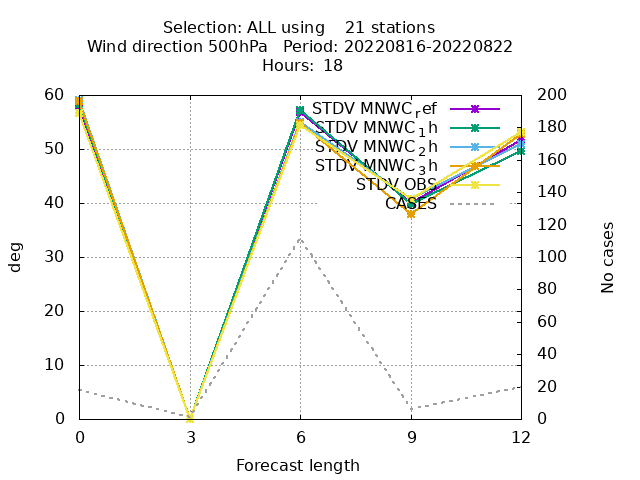 Selection: ALL using    21 stations
Wind direction 500hPa   Period: 20220816-20220822
Hours: 18
60
50
40
30
20
10
0
200
180
160
140
120
100
80
60
40
20
0
STDV MNWC_ref
STDV MNWC_1h
STDV MNWC_2h
STDV MNWC_3h
STDV OBS
CASES
deg
No cases
0 3 6 9 12
Forecast length